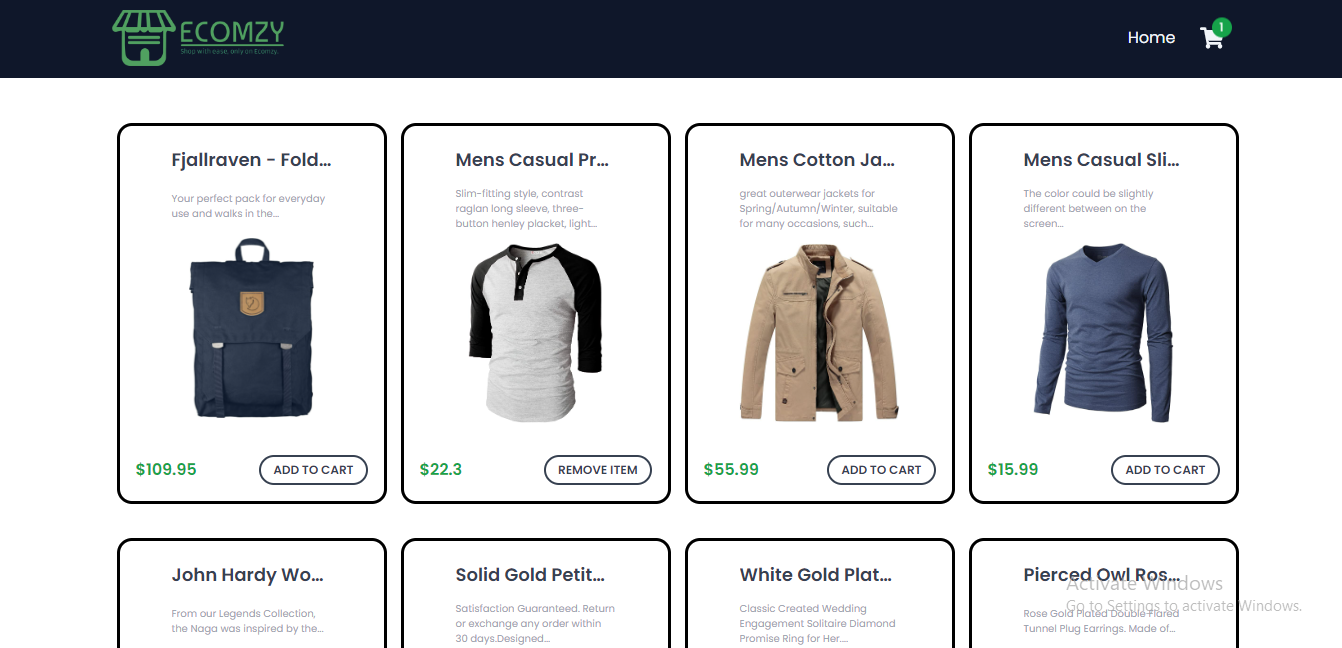 ECOMZY
Shop with ease, only on Ecomzy.
Home
1
Fjallraven - Fold...
Your perfect pack for everyday
use and walks in the...
$109.95
ADD TO CART
Mens Casual Pr...
Slim-fitting style, contrast
raglan long sleeve, three-
button henley placket, light...
$22.3
REMOVE ITEM
Mens Cotton Ja...
great outerwear jackets for
Spring/Autumn/Winter, suitable
for many occasions, such...
$55.99
ADD TO CART
Mens Casual Sli...
The color could be slightly
different between on the
screen...
$15.99
ADD TO CART
John Hardy Wo...
From our Legends Collection,
the Naga was inspired by the...
Solid Gold Petit...
Satisfaction Guaranteed. Return
or exchange any order within
30 days.Designed...
White Gold Plat...
Classic Created Wedding
Engagement Solitaire Diamond
Promise Ring for Her....
Pierced Owl Ros...
Rose Gold Plated Double Flared
Tunnel Plug Earrings. Made of...
Activate Windows
Go to Settings to activate Windows.